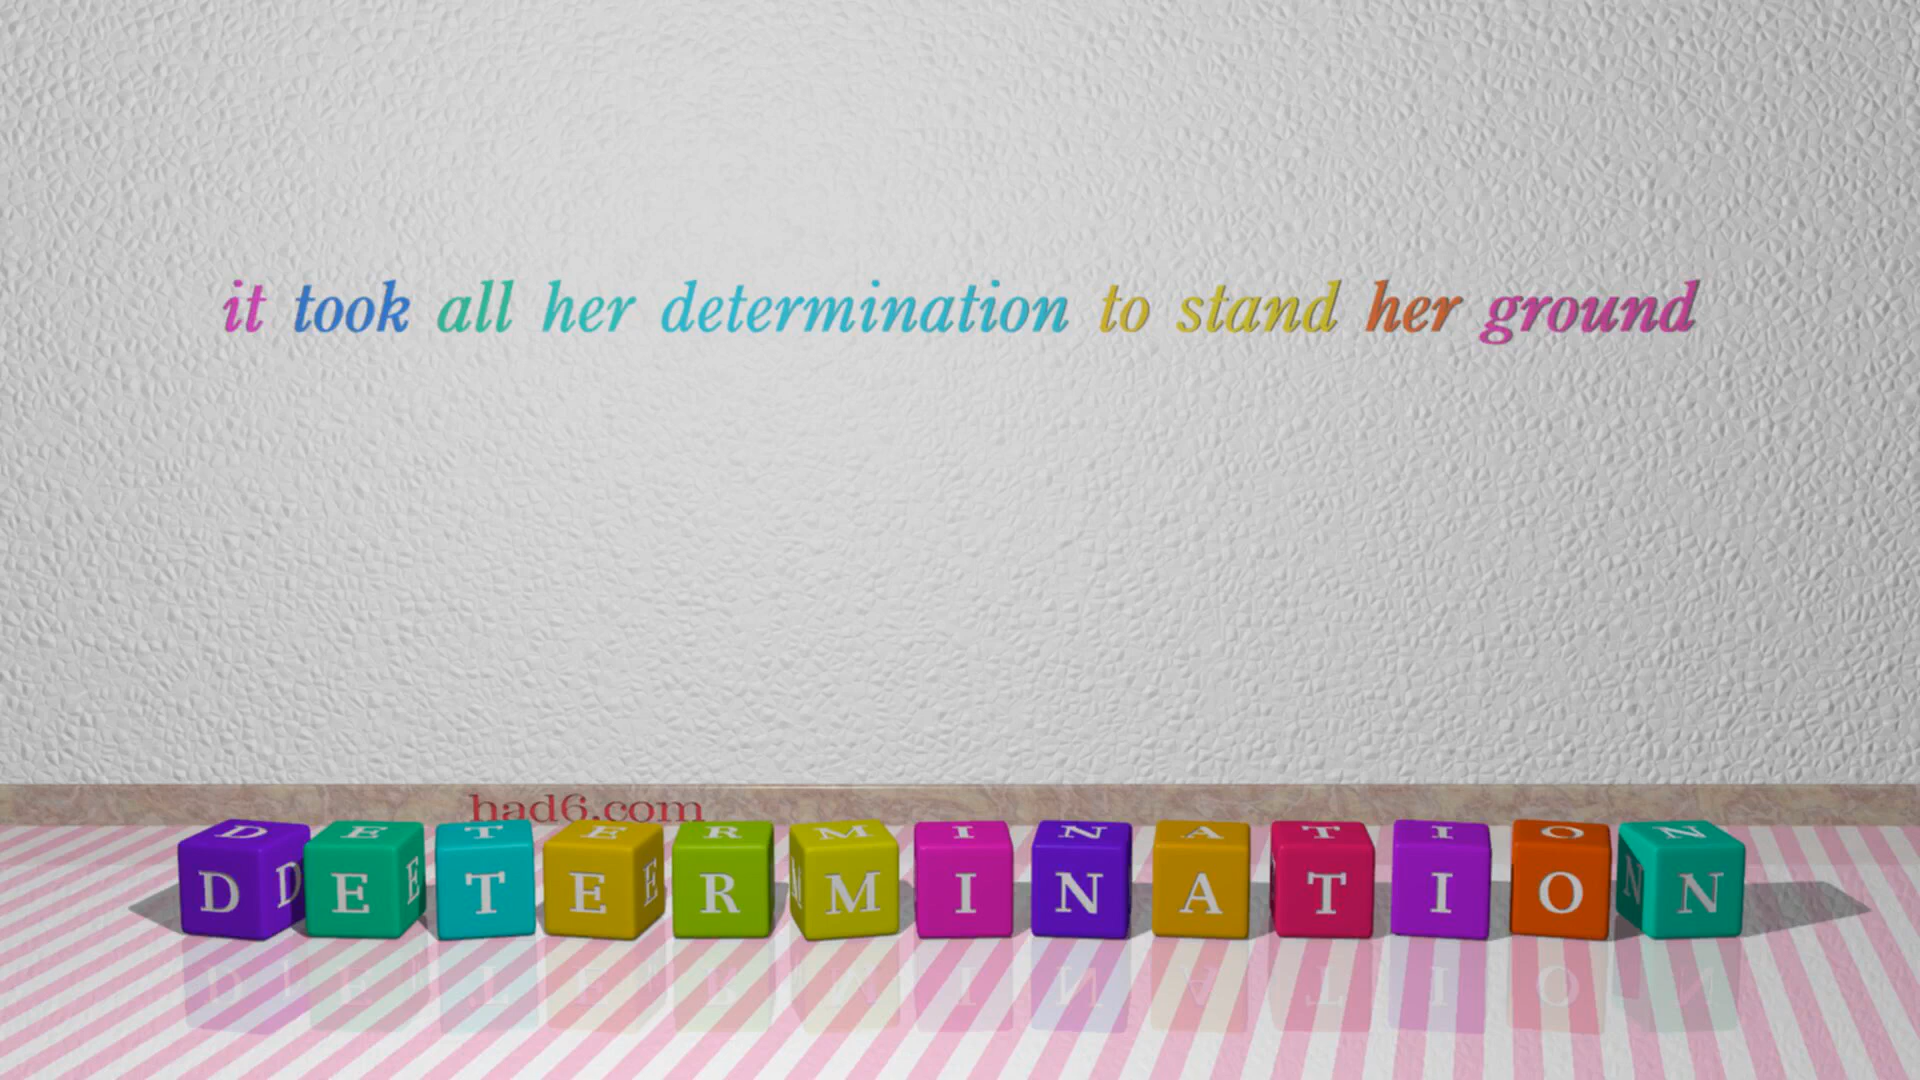 it took all her determination to stand her ground
had6.com
DETERMINATION